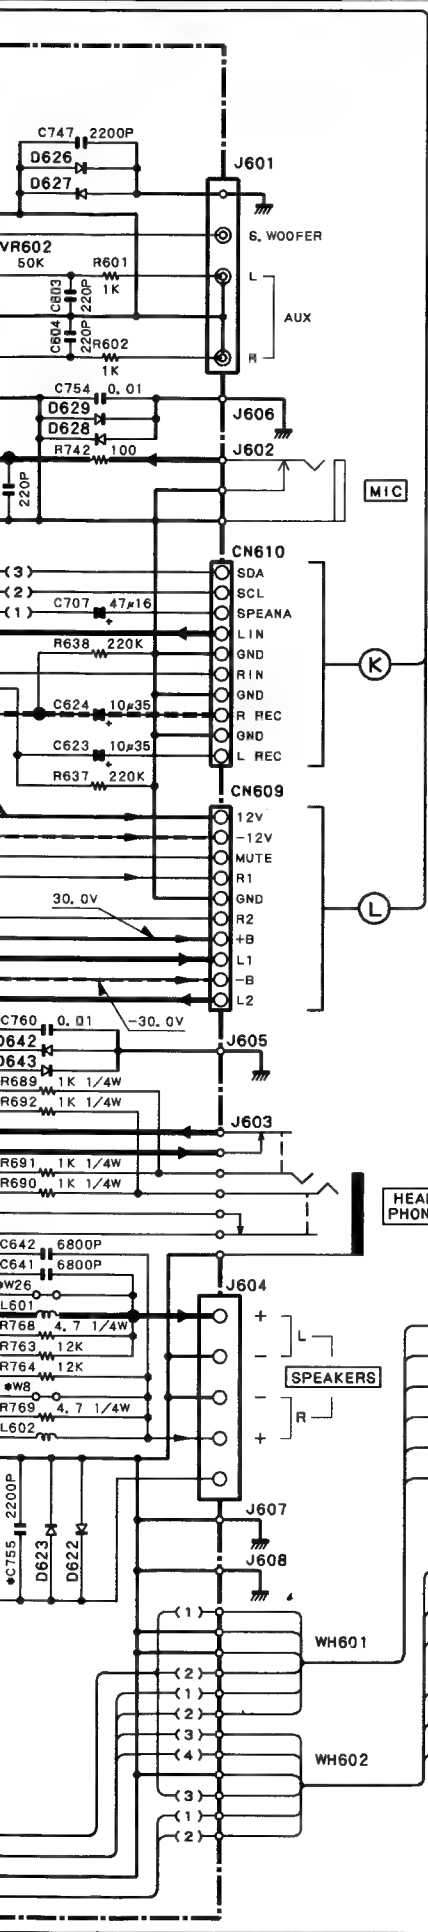 C747 2200P
D626
D627
J601
S. WOOFER
VR602
50K
R601
1K
L
C603
220P
AUX
C604
220P
R602
1K
R
C754 0.01
D629
D628
J606
R742 100
J602
220P
MIC
CN610
(3) SDA
(2) SCL
(1) C707 47µ16 SPEANA
+
LIN
R638 220K GND
RIN
GND
C624 10µ35 R REC
+
GND
C623 10µ35 L REC
+
K
R637 220K
CN609
12V
-12V
MUTE
R1
30.0V GND
R2
+B
L1
-B
L2
L
C760 0.01 -30.0V
D642
D643
J605
R689 1K 1/4W
R692 1K 1/4W
J603
R691 1K 1/4W
R690 1K 1/4W
HEAD
PHON
C642 6800P
C641 6800P
*W26
J604
L601
+
R768 4.7 1/4W
L
R763 12K
-
R764 12K
SPEAKERS
*W8
-
R769 4.7 1/4W
R
L602
+
*C755 2200P
D623
D622
J607
J608
(1)
WH601
(2)
(1)
(2)
(3)
(4)
WH602
(3)
(1)
(2)